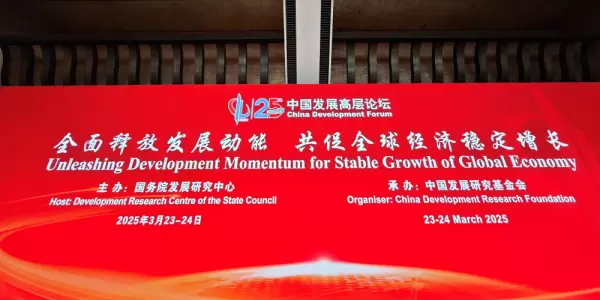 25 中国发展高层论坛
China Development Forum
全面释放发展动能 共促全球经济稳定增长
Unleashing Development Momentum for Stable Growth of Global Economy
主 办：国务院发展研究中心
Host: Development Research Centre of the State Council
2025年3月23-24日
承 办：中国发展研究基金会
Organiser: China Development Research Foundation
23-24 March 2025